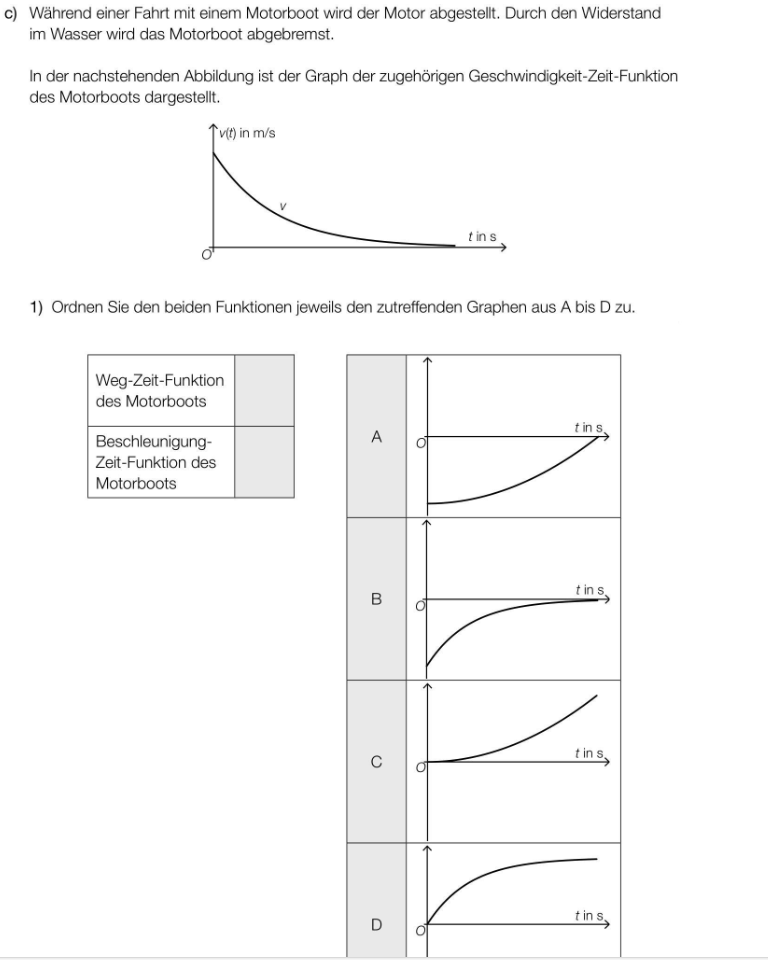 c) Während einer Fahrt mit einem Motorboot wird der Motor abgestellt. Durch den Widerstand
im Wasser wird das Motorboot abgebremst.
In der nachstehenden Abbildung ist der Graph der zugehörigen Geschwindigkeit-Zeit-Funktion
des Motorboots dargestellt.
v(t) in m/s
v
t in s
O
1) Ordnen Sie den beiden Funktionen jeweils den zutreffenden Graphen aus A bis D zu.
Weg-Zeit-Funktion
des Motorboots
Beschleunigung-
Zeit-Funktion des
Motorboots
A
O
t in s
B
O
t in s
C
O
t in s
D
O
t in s